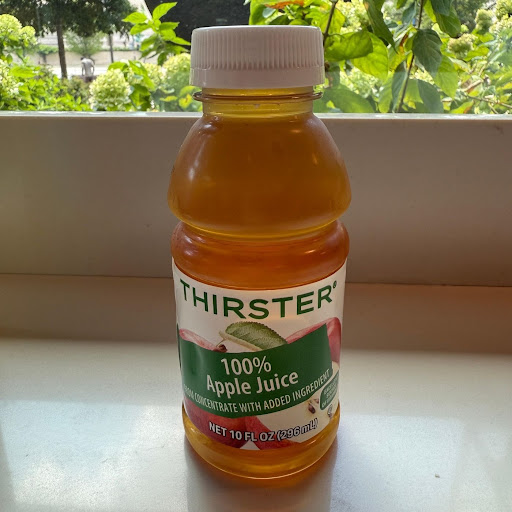 THIRSTER®
100%
Apple Juice
FROM CONCENTRATE WITH ADDED INGREDIENT
NET 10 FL OZ (296 mL)